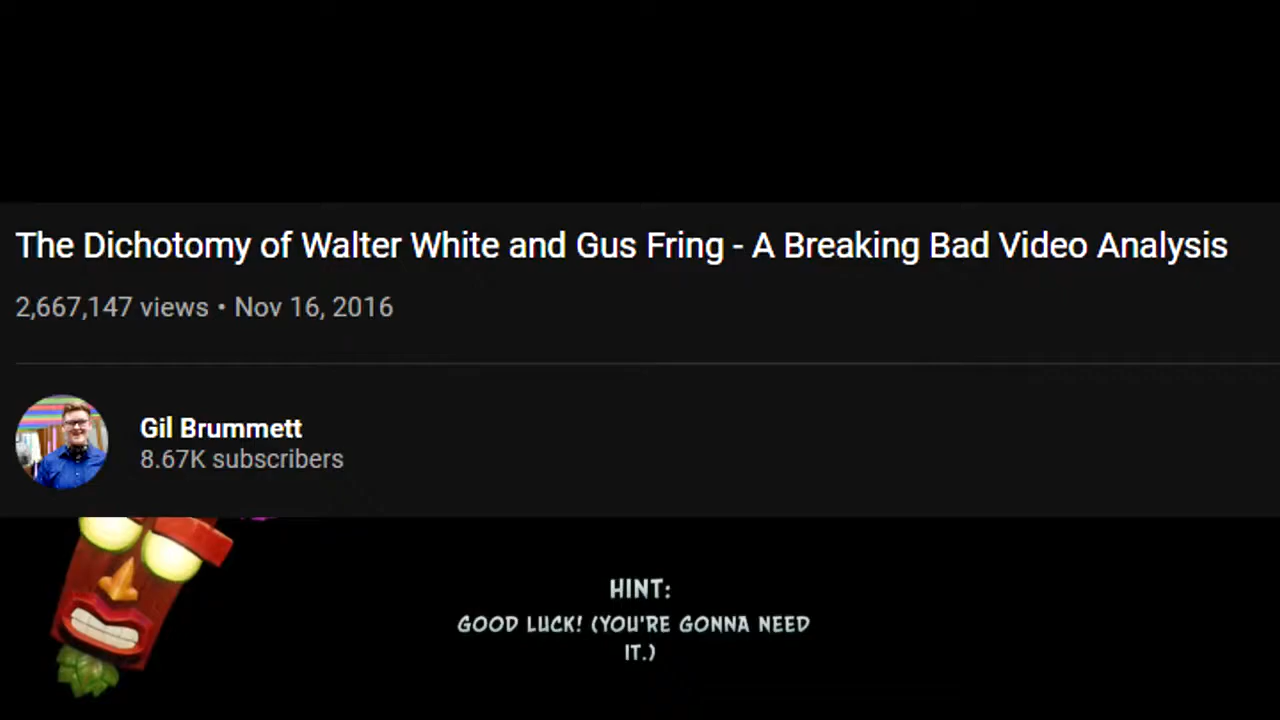 The Dichotomy of Walter White and Gus Fring - A Breaking Bad Video Analysis
2,667,147 views • Nov 16, 2016
Gil Brummett
8.67K subscribers
HINT:
GOOD LUCK! (YOU'RE GONNA NEED
IT.)